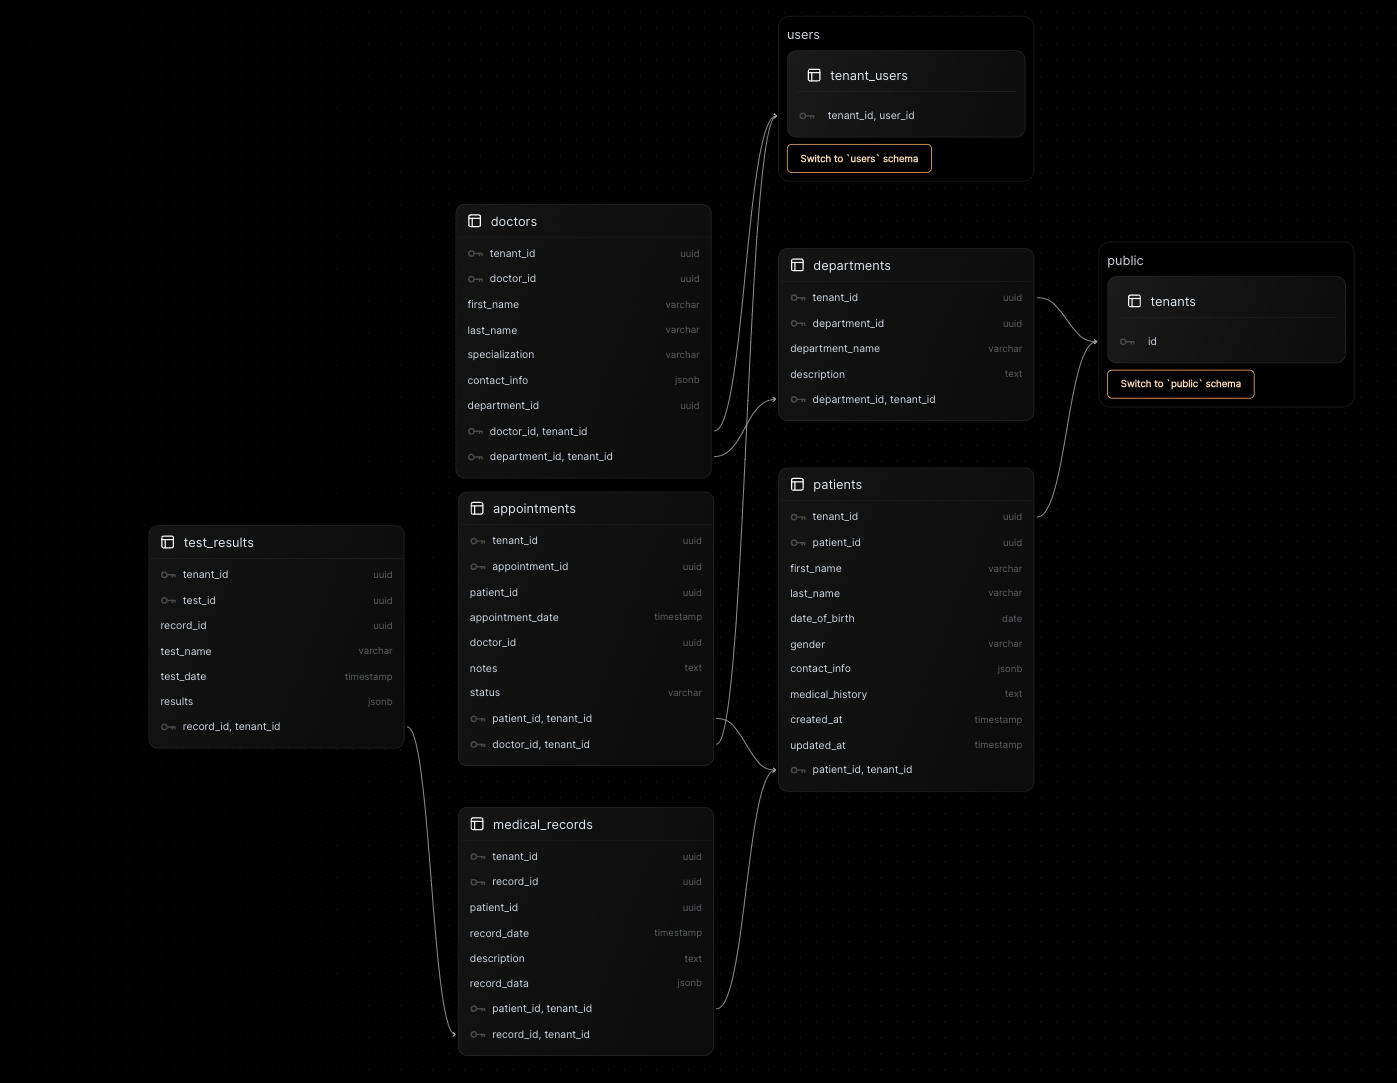 users
tenant_users
tenant_id, user_id
Switch to `users` schema
doctors
tenant_id uuid
doctor_id uuid
first_name varchar
last_name varchar
specialization varchar
contact_info jsonb
department_id uuid
doctor_id, tenant_id
department_id, tenant_id
departments
tenant_id uuid
department_id uuid
department_name varchar
description text
department_id, tenant_id
public
tenants
id
Switch to `public` schema
test_results
tenant_id uuid
test_id uuid
record_id uuid
test_name varchar
test_date timestamp
results jsonb
record_id, tenant_id
appointments
tenant_id uuid
appointment_id uuid
patient_id uuid
appointment_date timestamp
doctor_id uuid
notes text
status varchar
patient_id, tenant_id
doctor_id, tenant_id
patients
tenant_id uuid
patient_id uuid
first_name varchar
last_name varchar
date_of_birth date
gender varchar
contact_info jsonb
medical_history text
created_at timestamp
updated_at timestamp
patient_id, tenant_id
medical_records
tenant_id uuid
record_id uuid
patient_id uuid
record_date timestamp
description text
record_data jsonb
patient_id, tenant_id
record_id, tenant_id